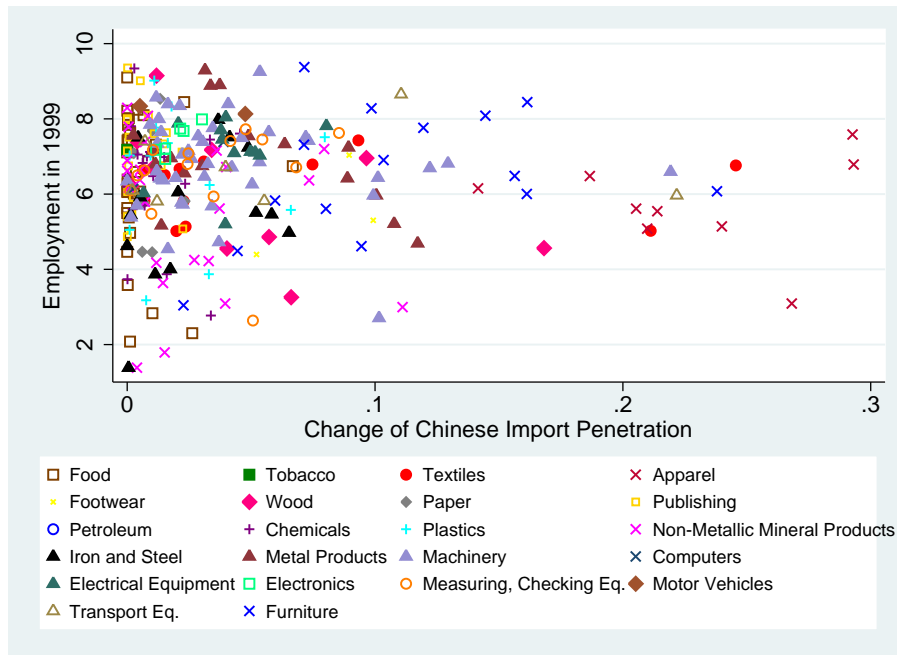 Employment in 1999
10
8
6
4
2
0 .1 .2 .3
Change of Chinese Import Penetration
Food Tobacco Textiles Apparel
Footwear Wood Paper Publishing
Petroleum Chemicals Plastics Non-Metallic Mineral Products
Iron and Steel Metal Products Machinery Computers
Electrical Equipment Electronics Measuring, Checking Eq. Motor Vehicles
Transport Eq. Furniture